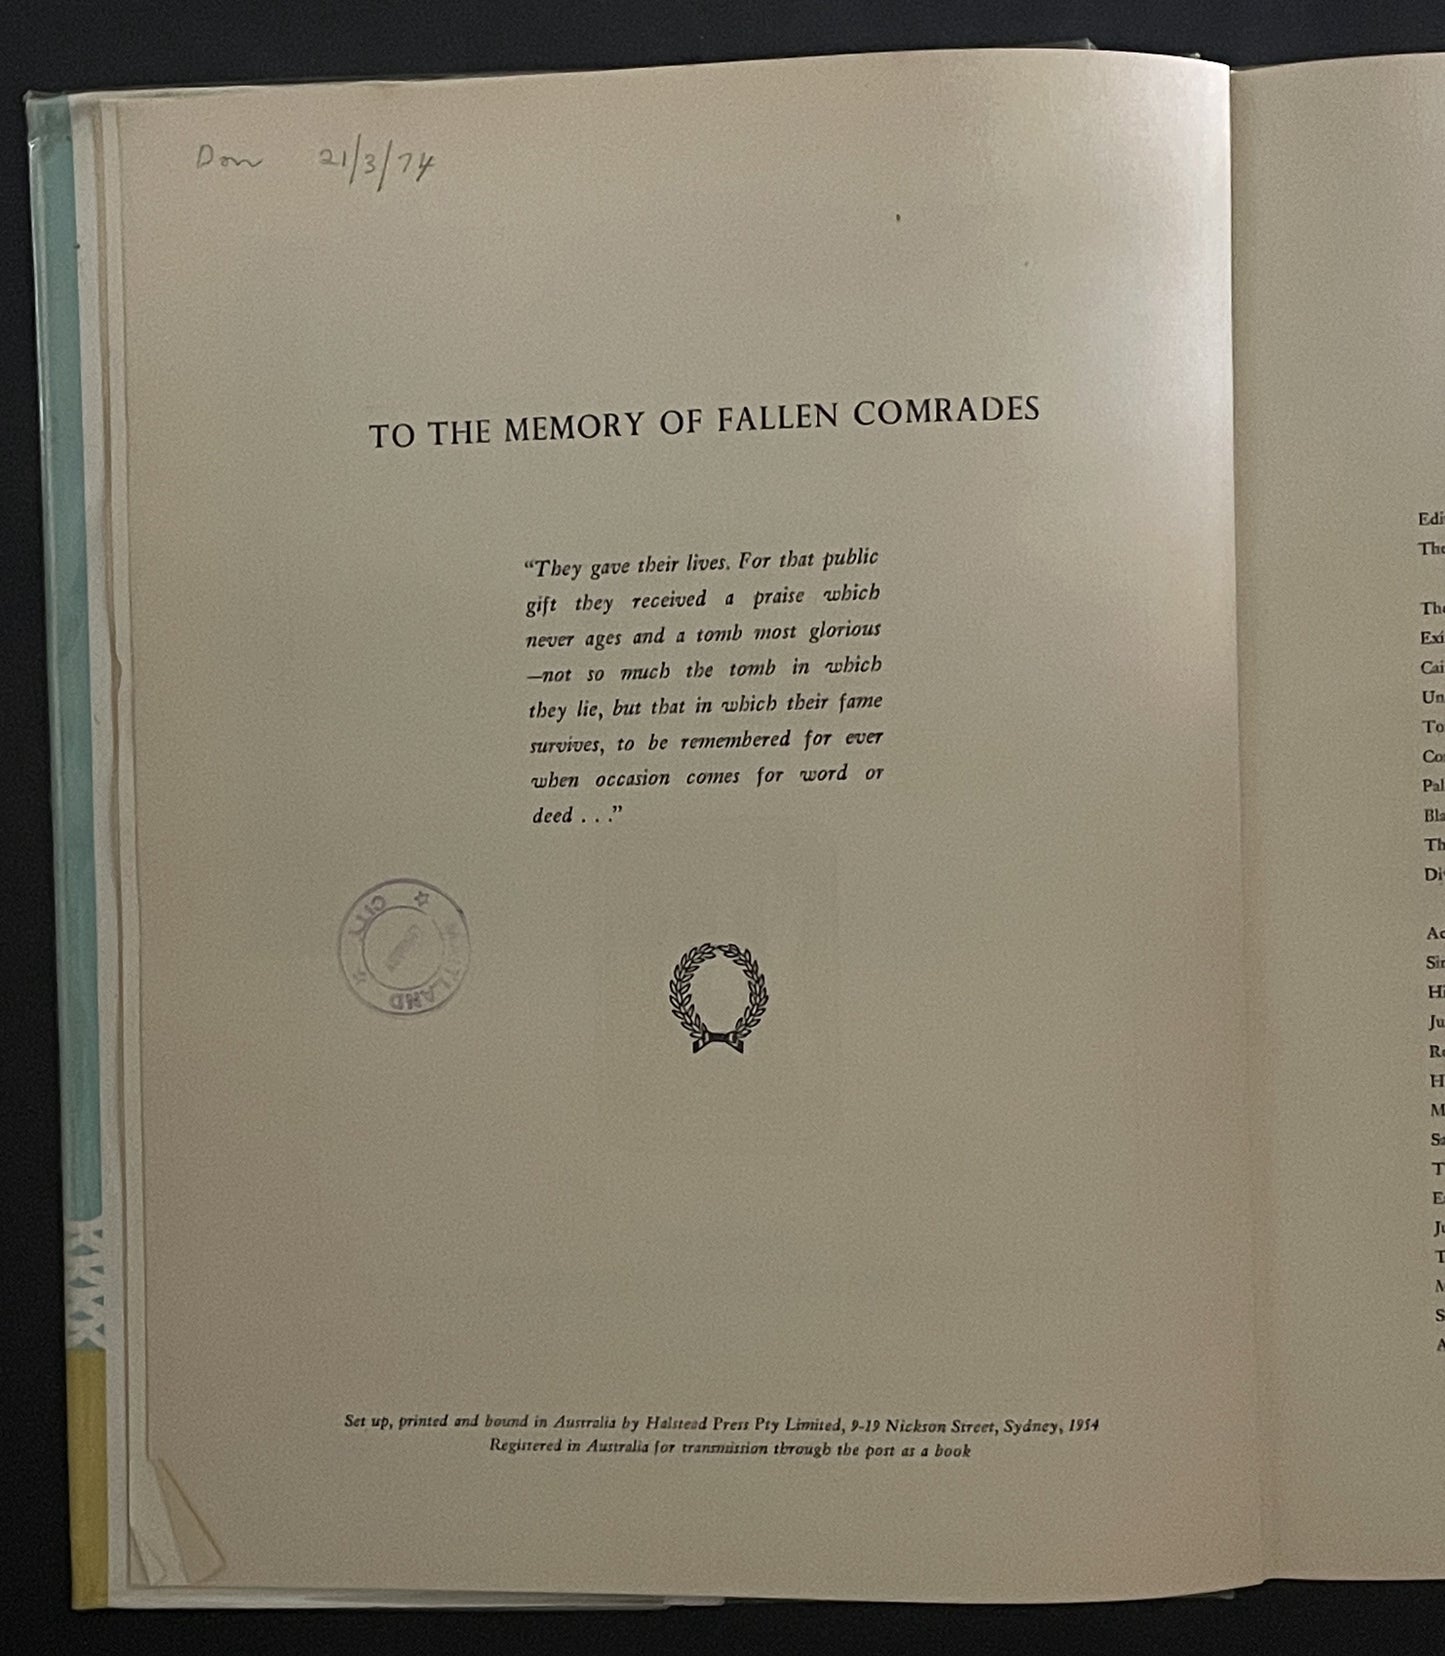 Don 21/3/74
TO THE MEMORY OF FALLEN COMRADES
“They gave their lives. For that public
gift they received a praise which
never ages and a tomb most glorious
—not so much the tomb in which
they lie, but that in which their fame
survives, to be remembered for ever
when occasion comes for word or
deed . . .”
CITY
MAITLAND
Set up, printed and bound in Australia by Halstead Press Pty Limited, 9-19 Nickson Street, Sydney, 1954
Registered in Australia for transmission through the post as a book